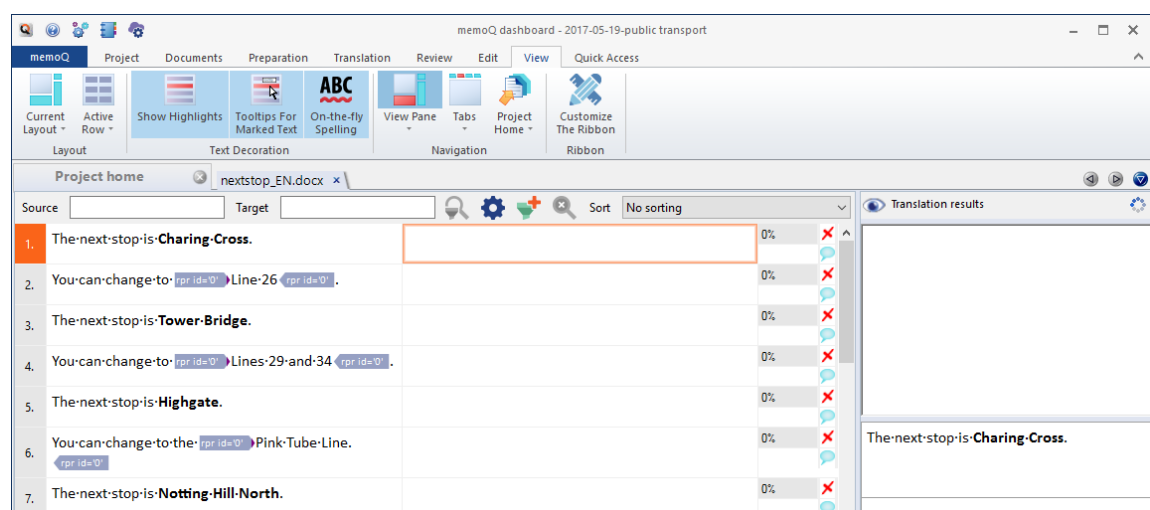 memoQ dashboard - 2017-05-19-public transport
memoQ Project Documents Preparation Translation Review Edit View Quick Access
ABC
Current Layout Active Row Show Highlights Tooltips For Marked Text On-the-fly Spelling View Pane Tabs Project Home Customize The Ribbon
Layout Text Decoration Navigation Ribbon
Project home nextstop_EN.docx ×
Source Target Sort No sorting Translation results
1. The·next·stop·is·Charing·Cross. 0%
2. You·can·change·to· rpr id='0' Line·26 rpr id='0' . 0%
3. The·next·stop·is·Tower·Bridge. 0%
4. You·can·change·to· rpr id='0' Lines·29·and·34 rpr id='0' . 0%
5. The·next·stop·is·Highgate. 0%
6. You·can·change·to·the· rpr id='0' Pink·Tube·Line. 0%
rpr id='0'
The·next·stop·is·Charing·Cross.
7. The·next·stop·is·Notting·Hill·North. 0%